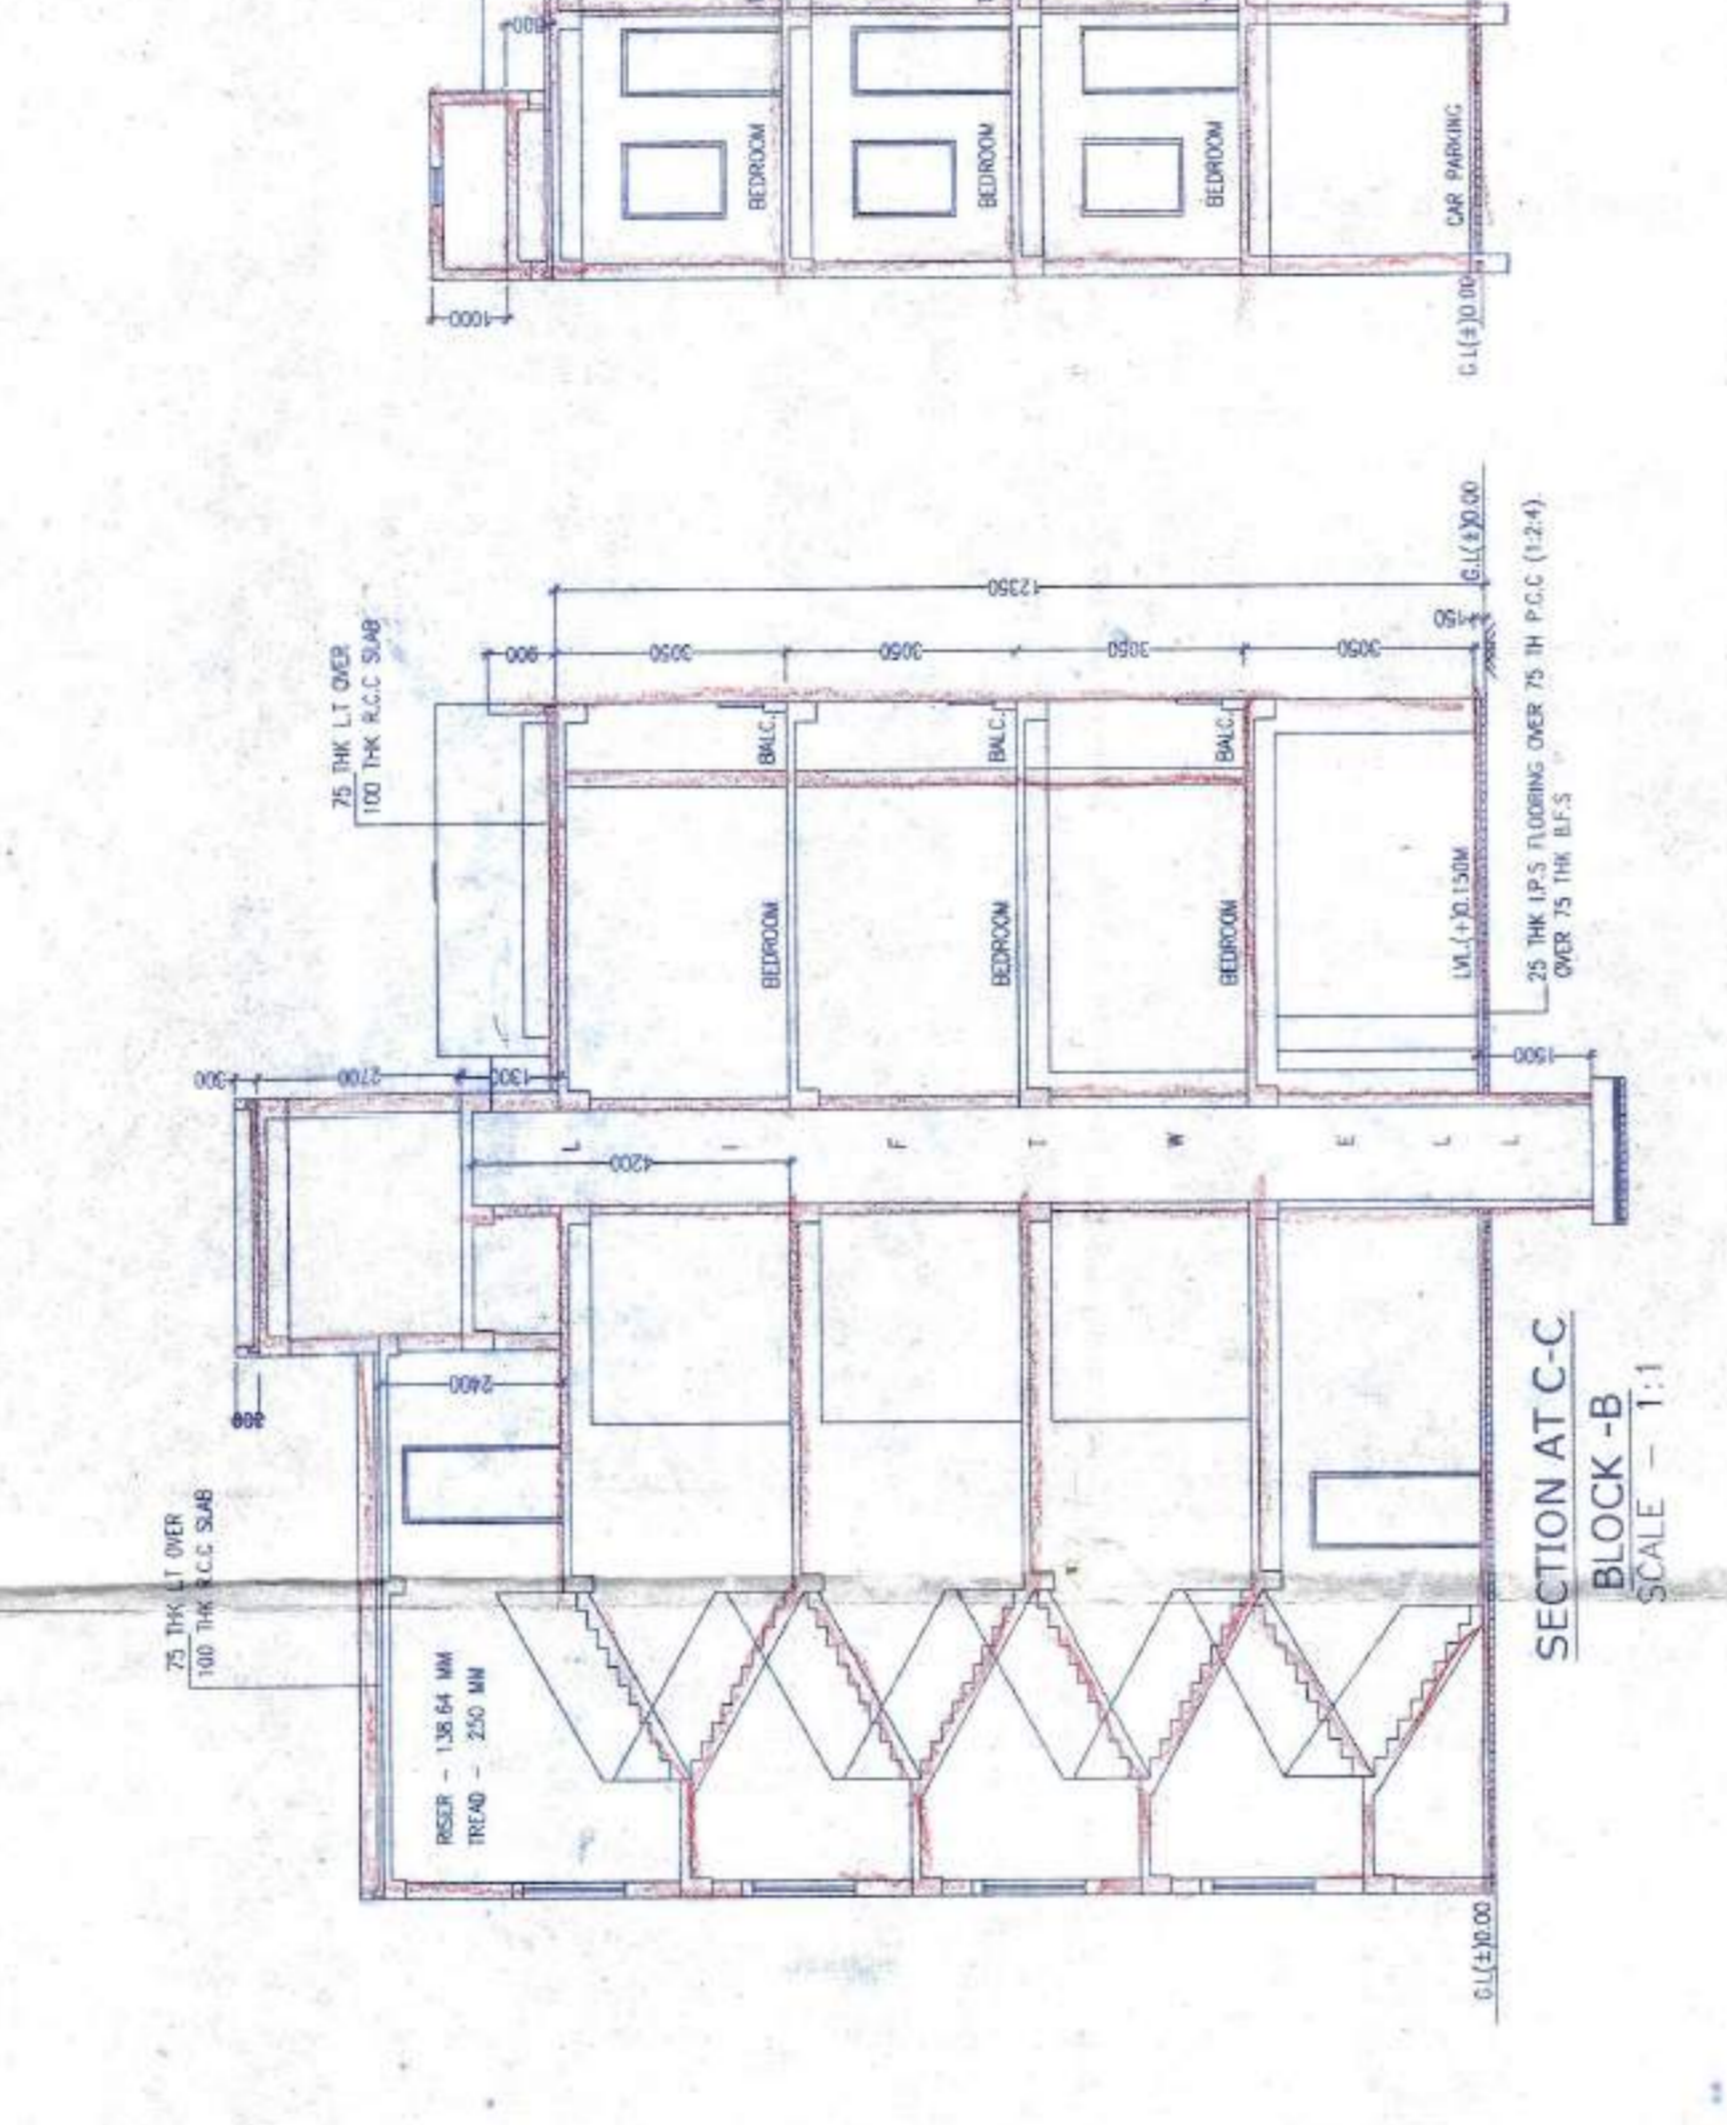 75 THK LT OVER
100 THK R.C.C SLAB
RISER - 138.64 MM
TREAD - 250 MM
300
2400
300
2700
1300
4200
L I F T W E L L
75 THK LT OVER
100 THK R.C.C SLAB
BEDROOM
BALC.
BEDROOM
BALC.
BEDROOM
BALC.
LVL(+)0.150M
900
3050
3050
3050
3050
150
12350
1500
G.L(±)0.00
G.L(±)0.00
25 THK I.P.S FLOORING OVER 75 TH P.C.C (1:2:4).
OVER 75 THK B.F.S
SECTION AT C-C
BLOCK -B
SCALE - 1:1
1000
BEDROOM
BEDROOM
BEDROOM
CAR PARKING
G.L(±)0.00